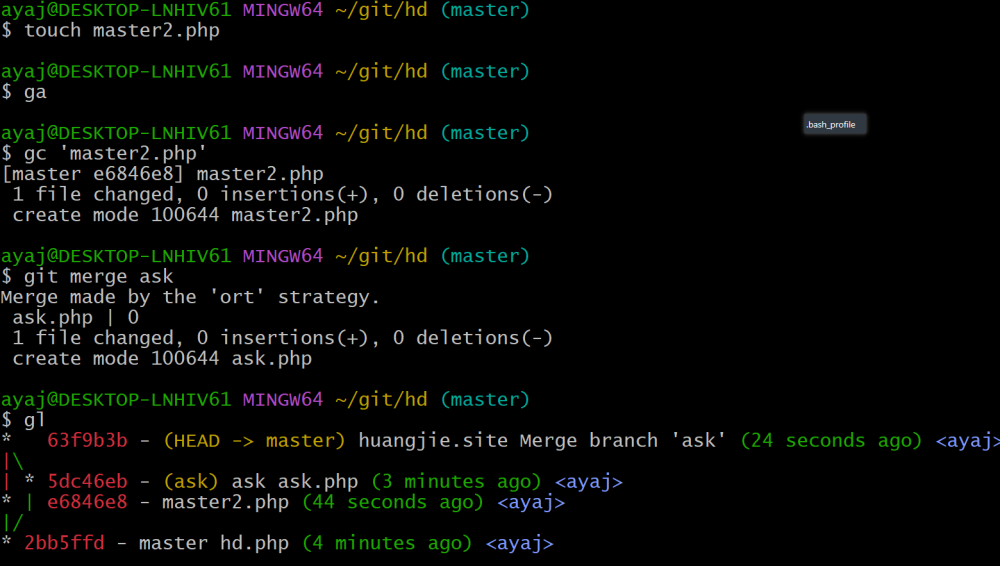 ayaj@DESKTOP-LNHIV61 MINGW64 ~/git/hd (master)
$ touch master2.php
ayaj@DESKTOP-LNHIV61 MINGW64 ~/git/hd (master)
$ ga
.bash_profile
ayaj@DESKTOP-LNHIV61 MINGW64 ~/git/hd (master)
$ gc 'master2.php'
[master e6846e8] master2.php
 1 file changed, 0 insertions(+), 0 deletions(-)
 create mode 100644 master2.php
ayaj@DESKTOP-LNHIV61 MINGW64 ~/git/hd (master)
$ git merge ask
Merge made by the 'ort' strategy.
 ask.php | 0
 1 file changed, 0 insertions(+), 0 deletions(-)
 create mode 100644 ask.php
ayaj@DESKTOP-LNHIV61 MINGW64 ~/git/hd (master)
$ gl
*   63f9b3b - (HEAD -> master) huangjie.site Merge branch 'ask' (24 seconds ago) <ayaj>
|\
| * 5dc46eb - (ask) ask ask.php (3 minutes ago) <ayaj>
* | e6846e8 - master2.php (44 seconds ago) <ayaj>
|/
* 2bb5ffd - master hd.php (4 minutes ago) <ayaj>